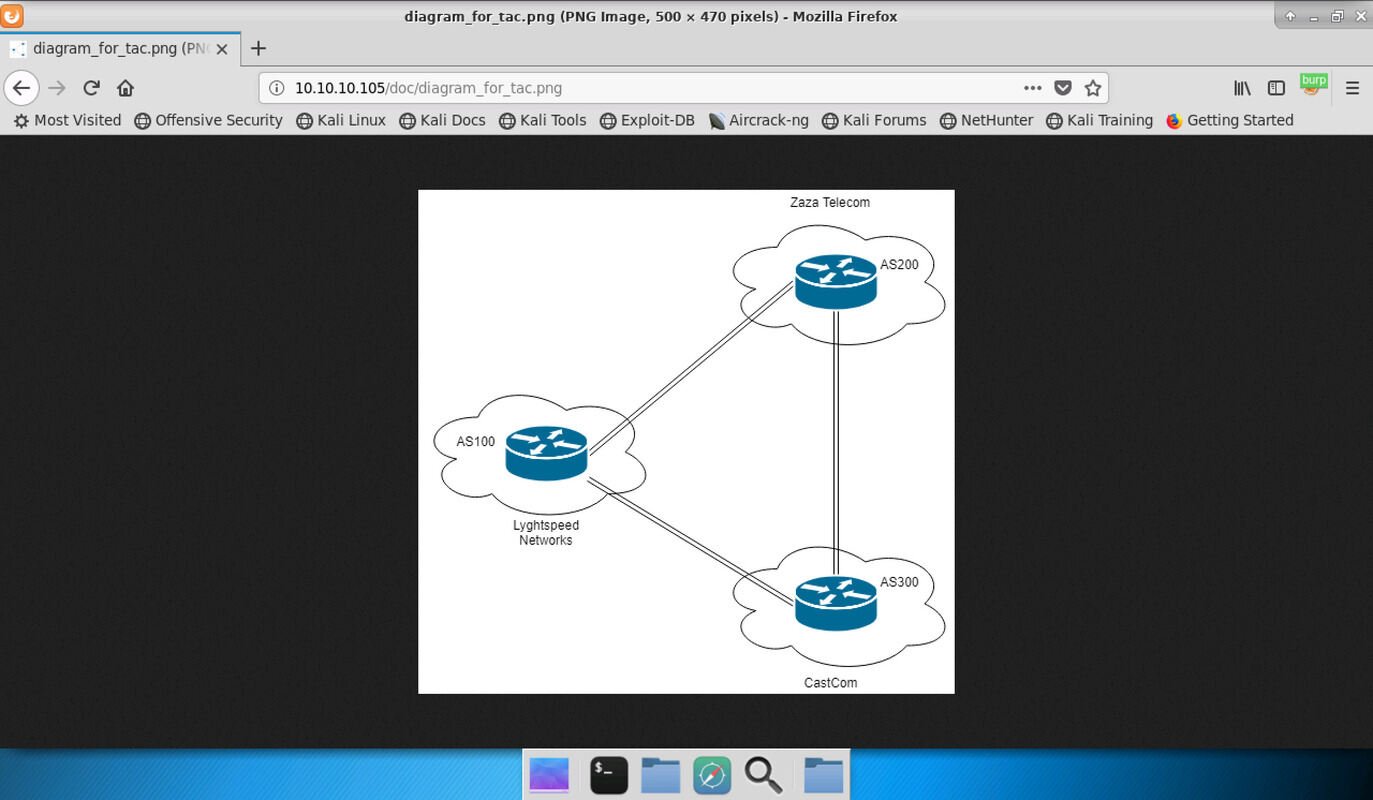 diagram_for_tac.png (PNG Image, 500 × 470 pixels) - Mozilla Firefox
diagram_for_tac.png (PN
10.10.10.105/doc/diagram_for_tac.png
burp
Most Visited Offensive Security Kali Linux Kali Docs Kali Tools Exploit-DB Aircrack-ng Kali Forums NetHunter Kali Training Getting Started
Zaza Telecom
AS200
AS100
Lyghtspeed
Networks
AS300
CastCom
$_